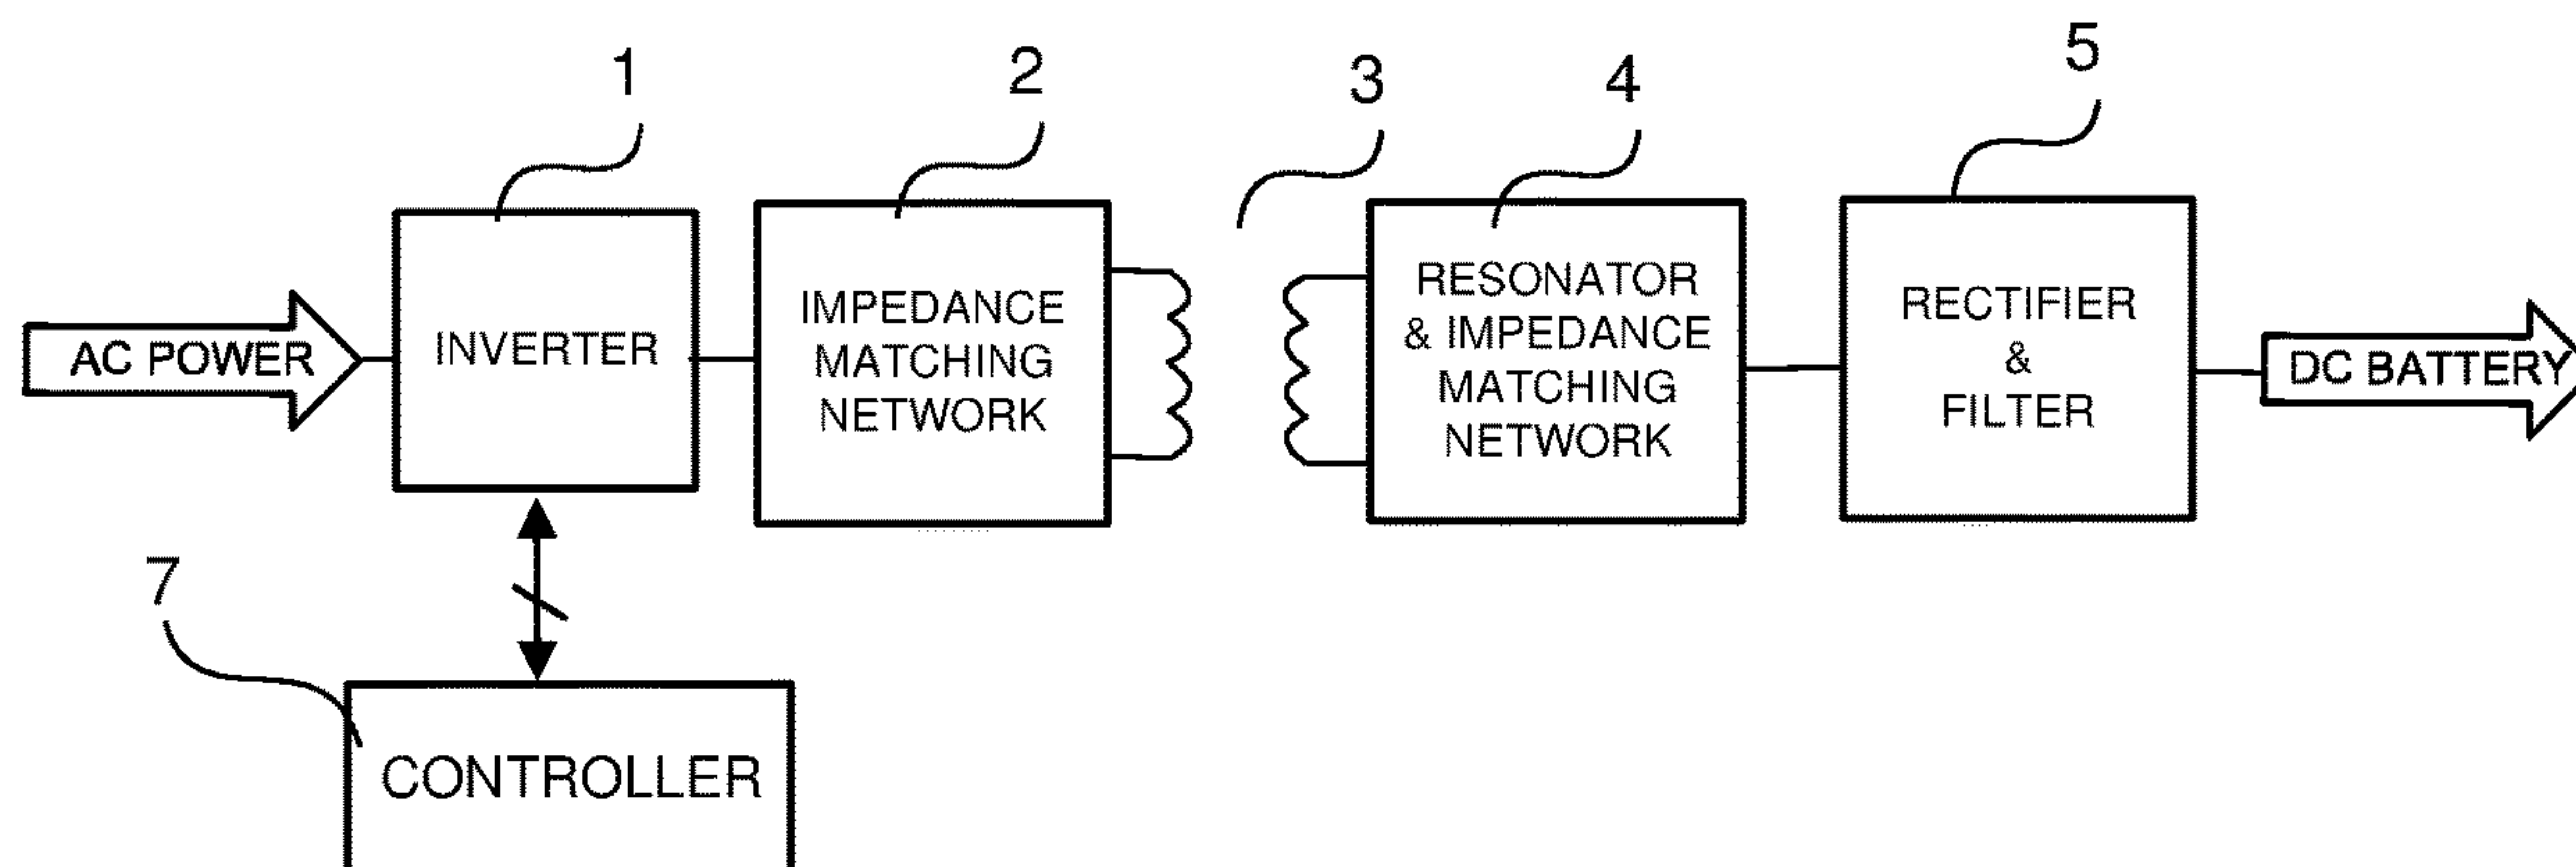 1
2
3
4
5
AC POWER
INVERTER
IMPEDANCE
MATCHING
NETWORK
RESONATOR
& IMPEDANCE
MATCHING
NETWORK
RECTIFIER
&
FILTER
DC BATTERY
7
CONTROLLER